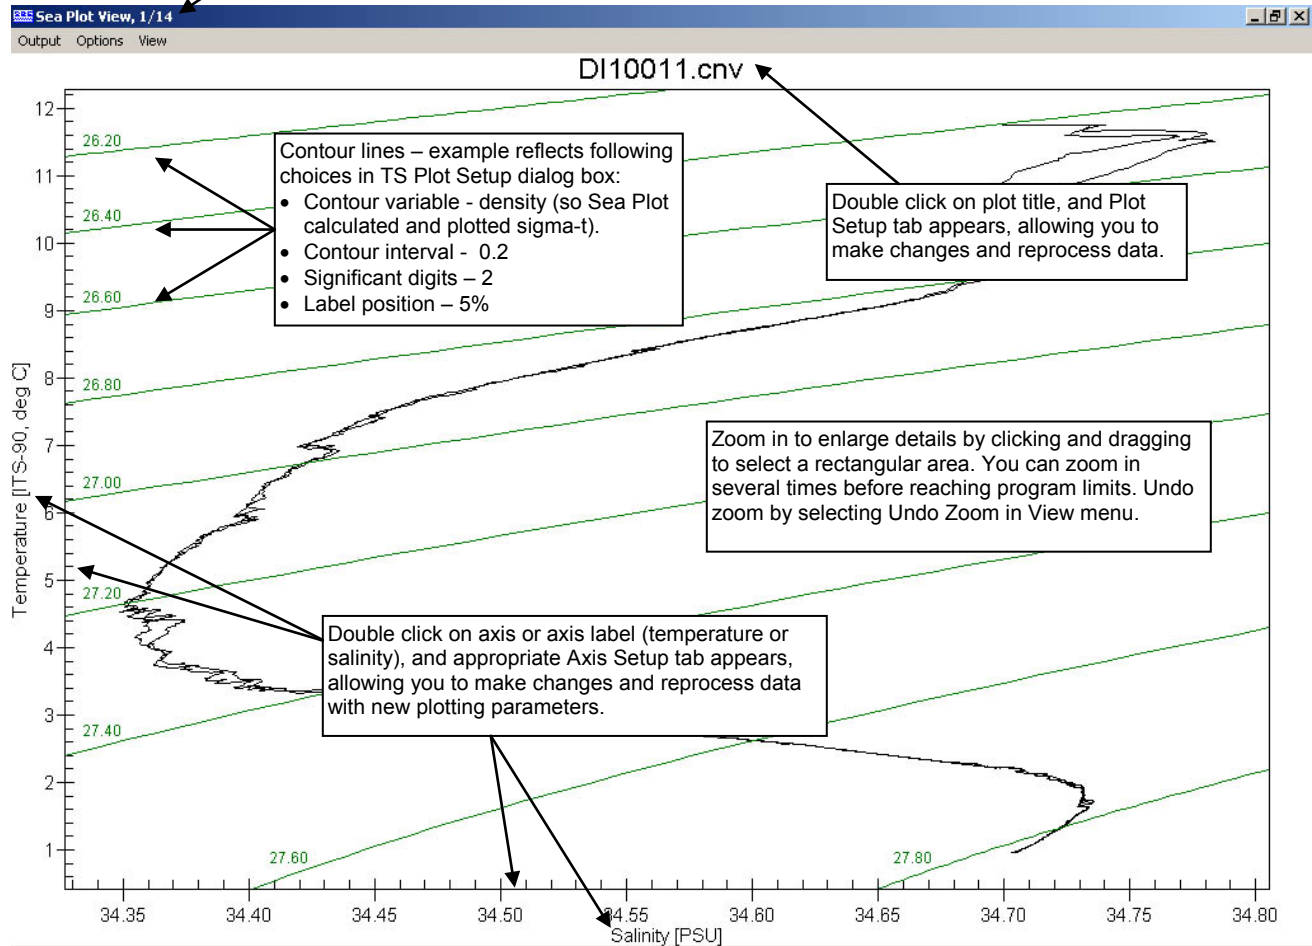 Sea Plot View, 1/14
Output Options View
DI10011.cnv
12
11
10
9
8
7
6
5
4
3
2
1
Temperature [ITS-90, deg C]
26.20
26.40
26.60
26.80
27.00
27.20
27.40
27.60
27.80
Contour lines – example reflects following
choices in TS Plot Setup dialog box:
• Contour variable - density (so Sea Plot
calculated and plotted sigma-t).
• Contour interval - 0.2
• Significant digits – 2
• Label position – 5%
Double click on plot title, and Plot
Setup tab appears, allowing you to
make changes and reprocess data.
Zoom in to enlarge details by clicking and dragging
to select a rectangular area. You can zoom in
several times before reaching program limits. Undo
zoom by selecting Undo Zoom in View menu.
Double click on axis or axis label (temperature or
salinity), and appropriate Axis Setup tab appears,
allowing you to make changes and reprocess data
with new plotting parameters.
34.35 34.40 34.45 34.50 34.55 34.60 34.65 34.70 34.75 34.80
Salinity [PSU]